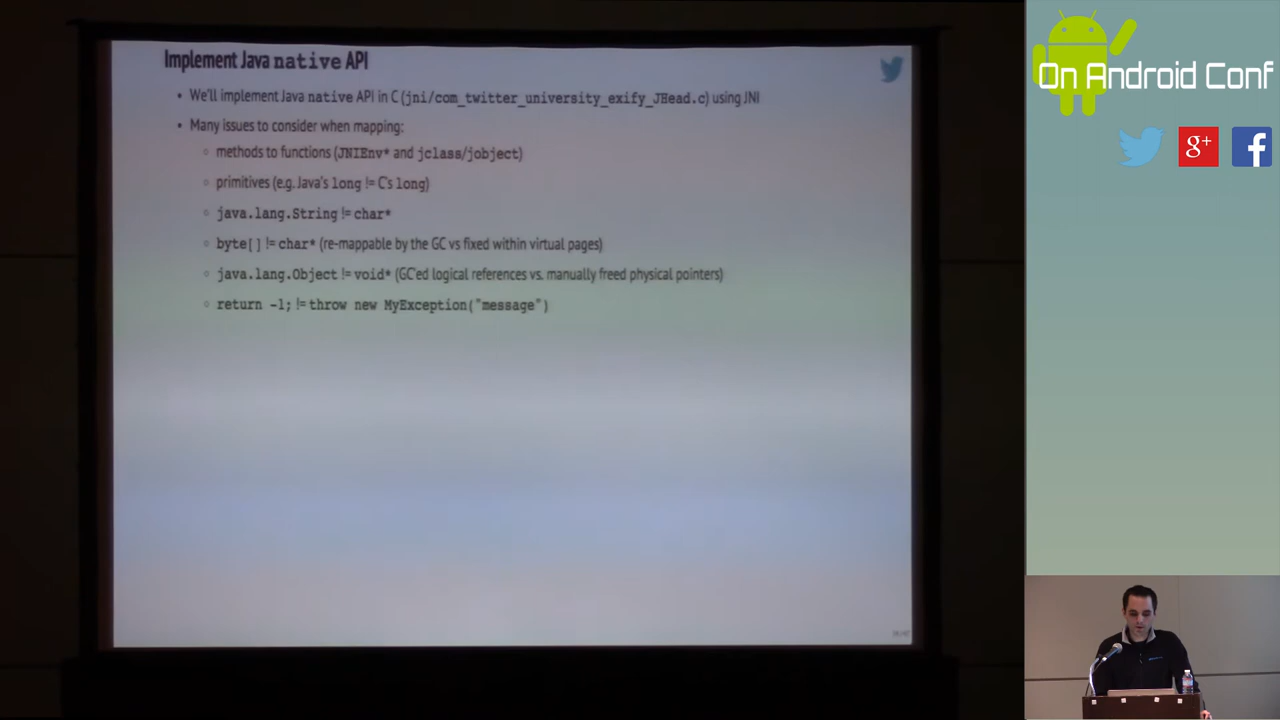 Implement Java native API
• We'll implement Java native API in C (jni/com_twitter_university_exify_JHead.c) using JNI
• Many issues to consider when mapping:
◦ methods to functions (JNIEnv* and jclass/jobject)
◦ primitives (e.g. Java's long != C's long)
◦ java.lang.String != char*
◦ byte[] != char* (re-mappable by the GC vs fixed within virtual pages)
◦ java.lang.Object != void* (GC'ed logical references vs. manually freed physical pointers)
◦ return -1; != throw new MyException("message")
On Android Conf
g+
f